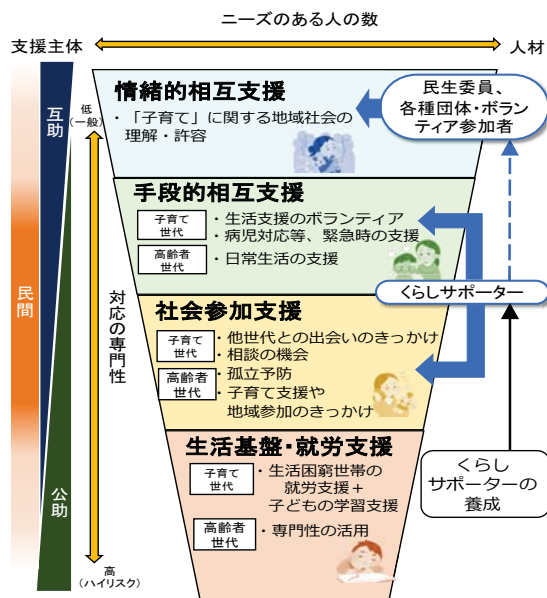 ニーズのある人の数
支援主体
人材
互助
民間
公助
低
(一般)
対応の専門性
高
(ハイリスク)
情緒的相互支援
・「子育て」に関する地域社会の
理解・許容
手段的相互支援
子育て
世代
・生活支援のボランティア
・病児対応等、緊急時の支援
高齢者
世代
・日常生活の支援
社会参加支援
子育て
世代
・他世代との出会いのきっかけ
・相談の機会
高齢者
世代
・孤立予防
・子育て支援や
地域参加のきっかけ
生活基盤・就労支援
子育て
世代
・生活困窮世帯の
就労支援+
子どもの学習支援
高齢者
世代
・専門性の活用
民生委員、
各種団体・ボラン
ティア参加者
くらしサポーター
くらし
サポーターの
養成